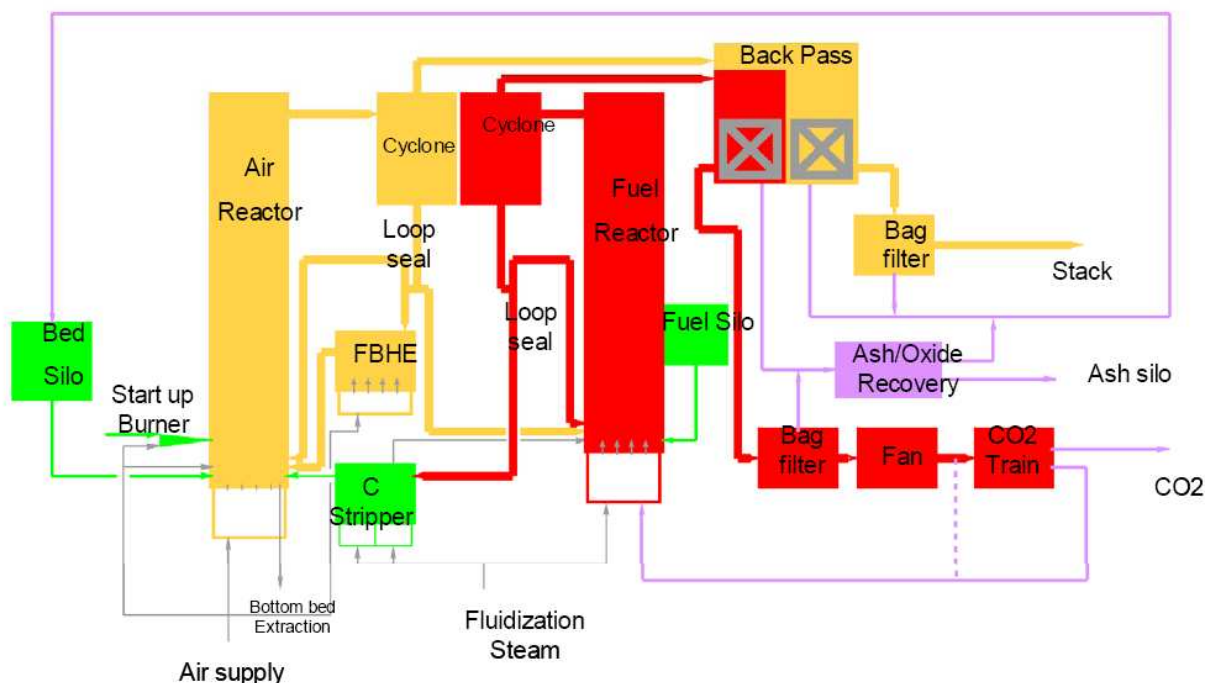 Back Pass
Cyclone
Cyclone
Air
Reactor
Fuel
Reactor
Loop
seal
Bag
filter
Stack
Loop
seal
Fuel Silo
Bed
Silo
FBHE
Ash/Oxide
Recovery
Ash silo
Start up
Burner
Bag
filter
Fan
CO2
Train
CO2
C
Stripper
Bottom bed
Extraction
Fluidization
Steam
Air supply